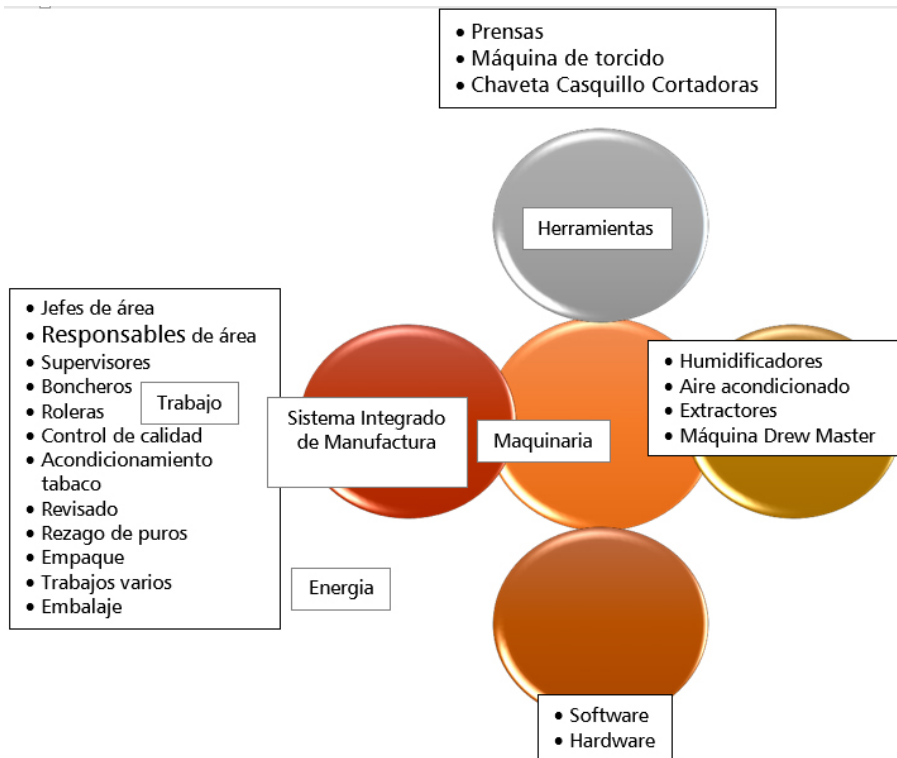 • Prensas
• Máquina de torcido
• Chaveta Casquillo Cortadoras
Herramientas
• Jefes de área
• Responsables de área
• Supervisores
• Boncheros
• Roleras
• Control de calidad
• Acondicionamiento
tabaco
• Revisado
• Rezago de puros
• Empaque
• Trabajos varios
• Embalaje
Trabajo
Sistema Integrado
de Manufactura
Maquinaria
• Humidificadores
• Aire acondicionado
• Extractores
• Máquina Drew Master
Energia
• Software
• Hardware